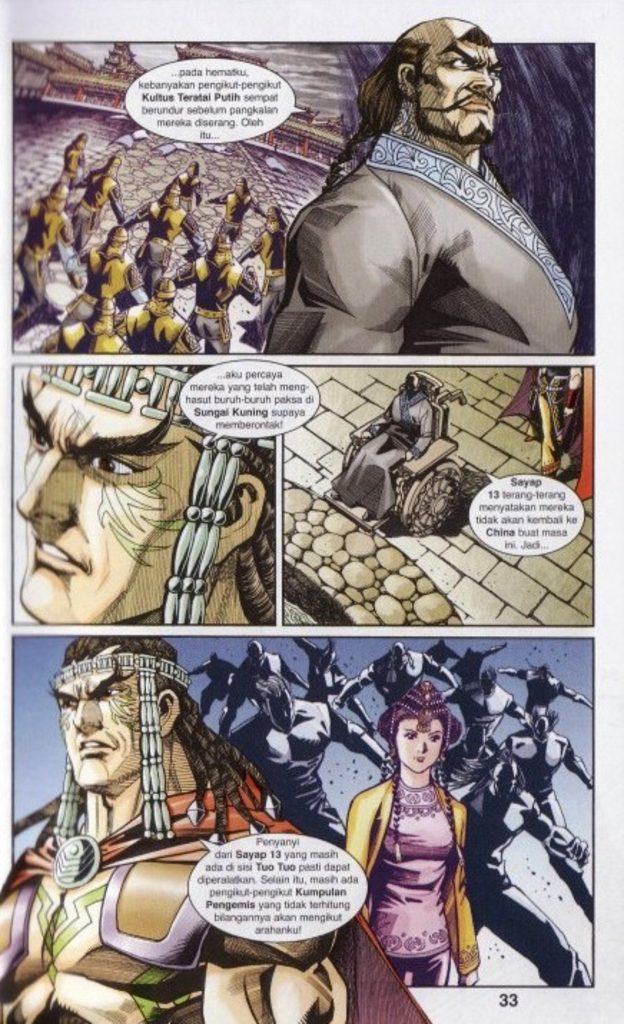 ...pada hematku,
kebanyakan pengikut-pengikut
Kultus Teratai Putih sempat
berundur sebelum pangkalan
mereka diserang. Oleh
itu...
...aku percaya
mereka yang telah meng-
hasut buruh-buruh paksa di
Sungai Kuning supaya
memberontak!
Sayap
13 terang-terang
menyatakan mereka
tidak akan kembali ke
China buat masa
ini. Jadi...
Penyanyi
dari Sayap 13 yang masih
ada di sisi Tuo Tuo pasti dapat
diperalatkan. Selain itu, masih ada
pengikut-pengikut Kumpulan
Pengemis yang tidak terhitung
bilangannya akan mengikut
arahanku!
33